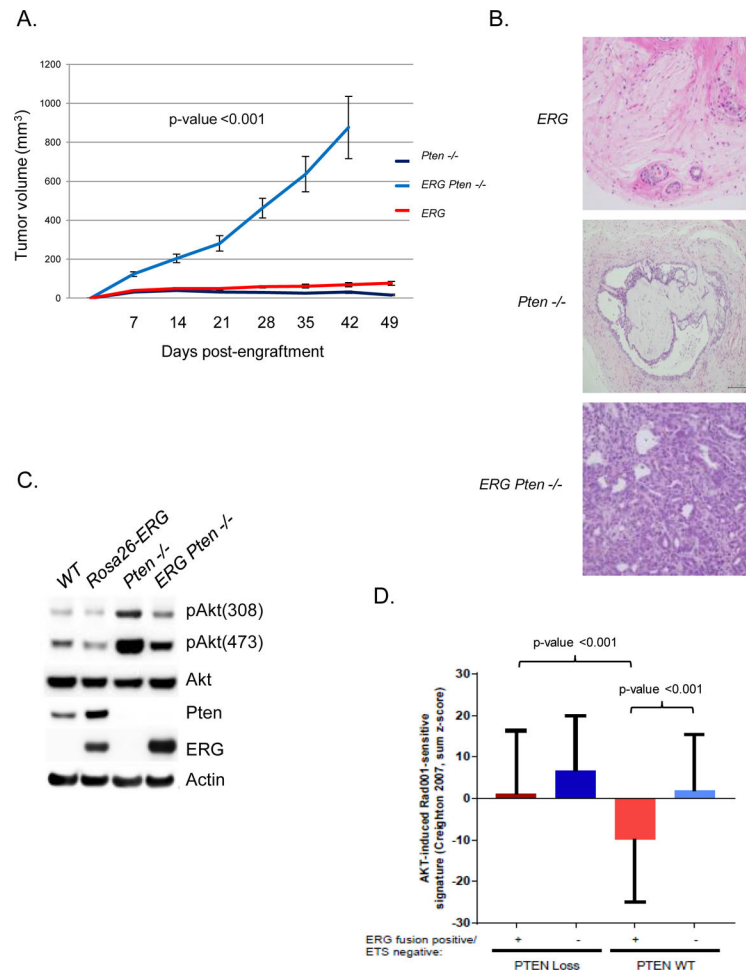 A.
1200
1000
800
600
400
200
0
Tumor volume (mm³)
p-value <0.001
Pten -/-
ERG Pten -/-
ERG
7 14 21 28 35 42 49
Days post-engraftment
B.
ERG
Pten -/-
ERG Pten -/-
C.
WT
Rosa26-ERG
Pten -/-
ERG Pten -/-
pAkt(308)
pAkt(473)
Akt
Pten
ERG
Actin
D.
p-value <0.001
p-value <0.001
AKT-induced Rad001-sensitive
signature (Creighton 2007, sum z-score)
30
20
10
0
-10
-20
-30
ERG fusion positive/
ETS negative:
+ - + -
PTEN Loss PTEN WT